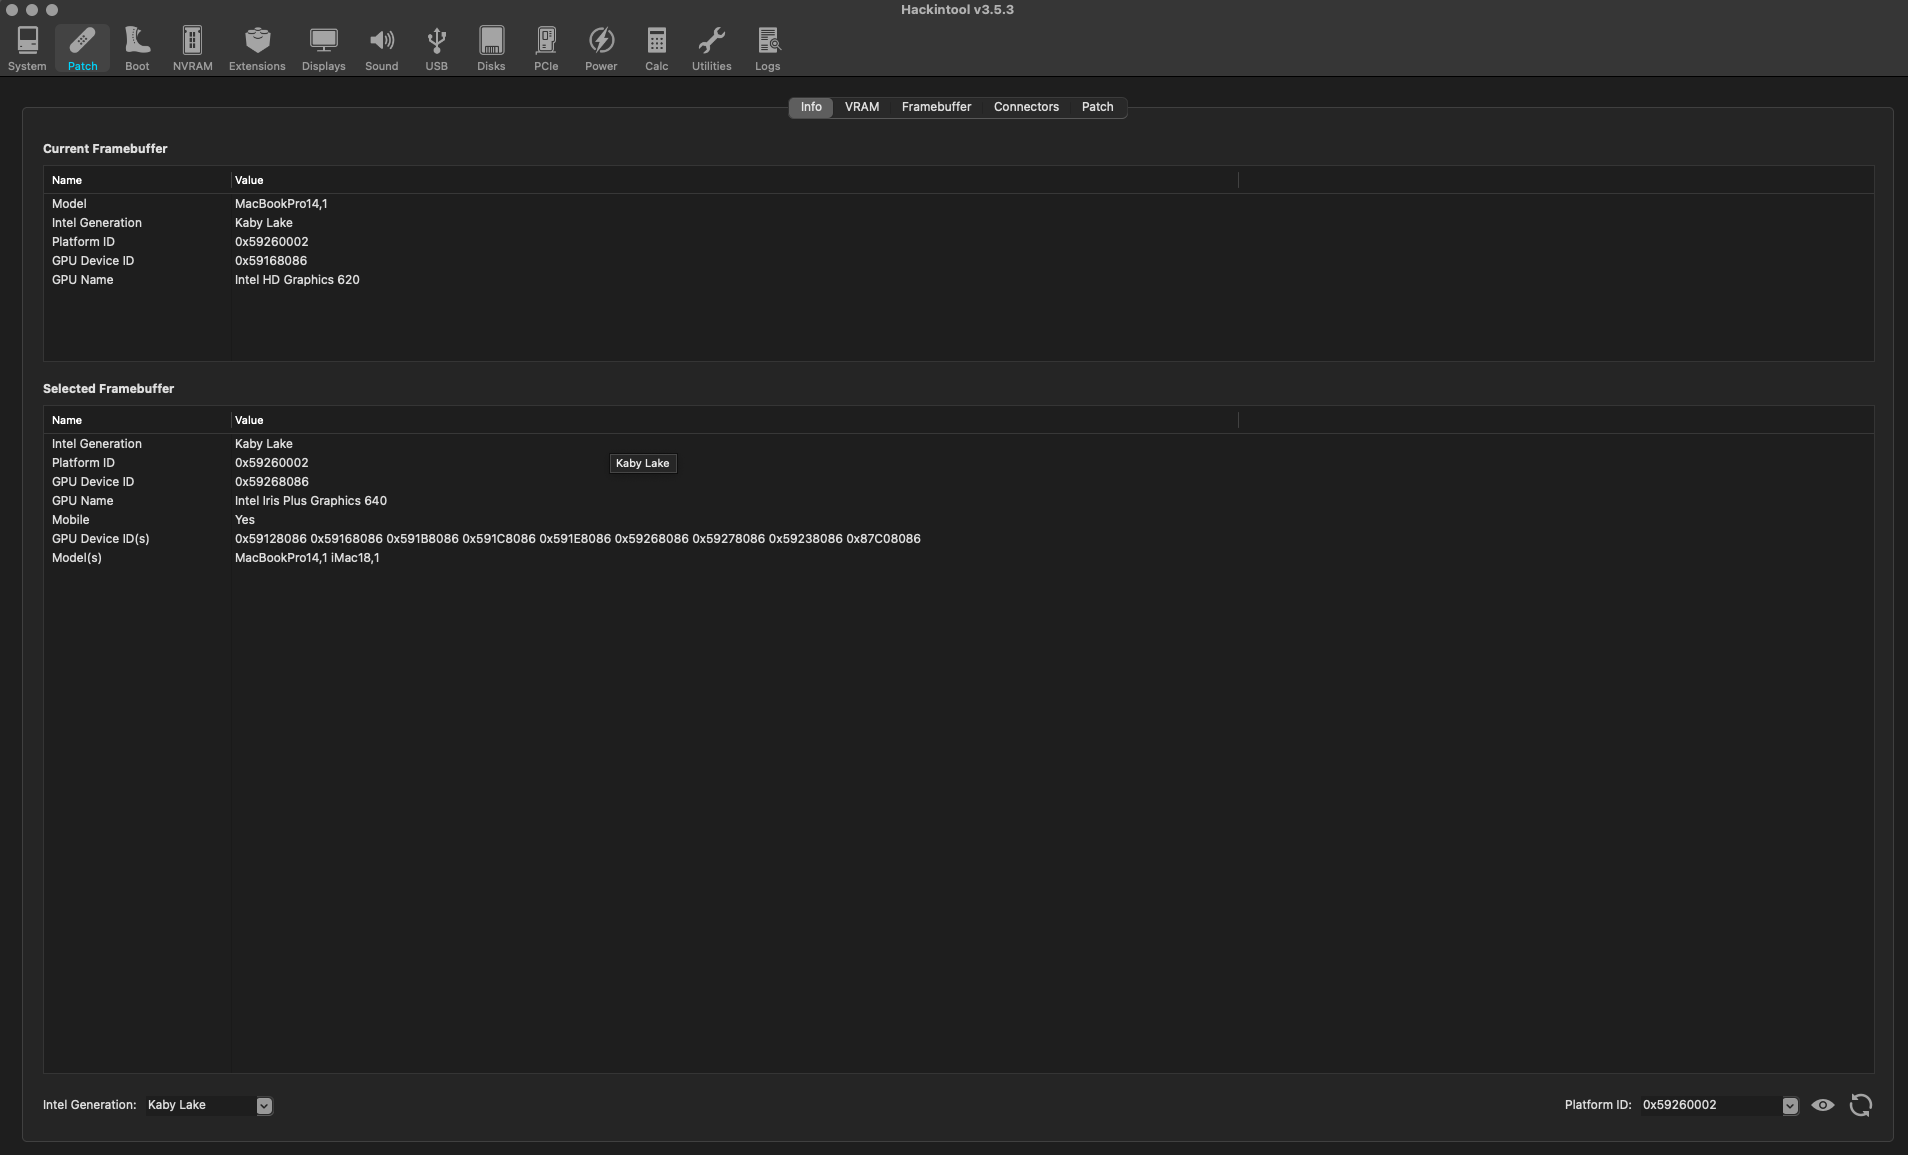 Hackintool v3.5.3
System Patch Boot NVRAM Extensions Displays Sound USB Disks PCIe Power Calc Utilities Logs
Info VRAM Framebuffer Connectors Patch
Current Framebuffer
Name Value
Model MacBookPro14,1
Intel Generation Kaby Lake
Platform ID 0x59260002
GPU Device ID 0x59168086
GPU Name Intel HD Graphics 620
Selected Framebuffer
Name Value
Intel Generation Kaby Lake
Platform ID 0x59260002 Kaby Lake
GPU Device ID 0x59268086
GPU Name Intel Iris Plus Graphics 640
Mobile Yes
GPU Device ID(s) 0x59128086 0x59168086 0x591B8086 0x591C8086 0x591E8086 0x59268086 0x59278086 0x59238086 0x87C08086
Model(s) MacBookPro14,1 iMac18,1
Intel Generation: Kaby Lake Platform ID: 0x59260002